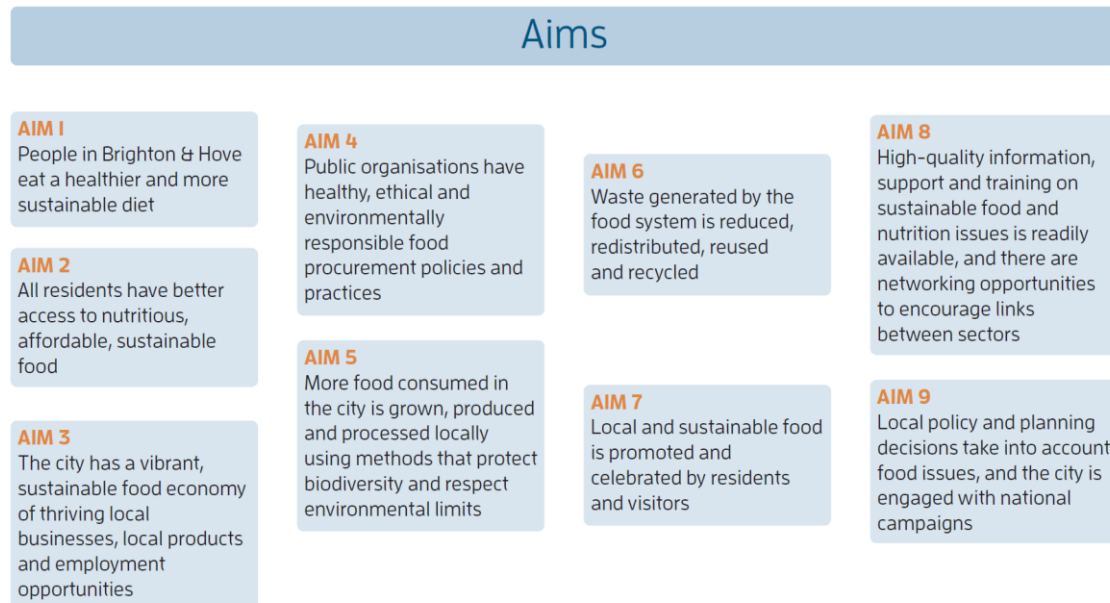 Aims
AIM 1
People in Brighton & Hove
eat a healthier and more
sustainable diet
AIM 2
All residents have better
access to nutritious,
affordable, sustainable
food
AIM 3
The city has a vibrant,
sustainable food economy
of thriving local
businesses, local products
and employment
opportunities
AIM 4
Public organisations have
healthy, ethical and
environmentally
responsible food
procurement policies and
practices
AIM 5
More food consumed in
the city is grown, produced
and processed locally
using methods that protect
biodiversity and respect
environmental limits
AIM 6
Waste generated by the
food system is reduced,
redistributed, reused
and recycled
AIM 7
Local and sustainable food
is promoted and
celebrated by residents
and visitors
AIM 8
High-quality information,
support and training on
sustainable food and
nutrition issues is readily
available, and there are
networking opportunities
to encourage links
between sectors
AIM 9
Local policy and planning
decisions take into account
food issues, and the city is
engaged with national
campaigns